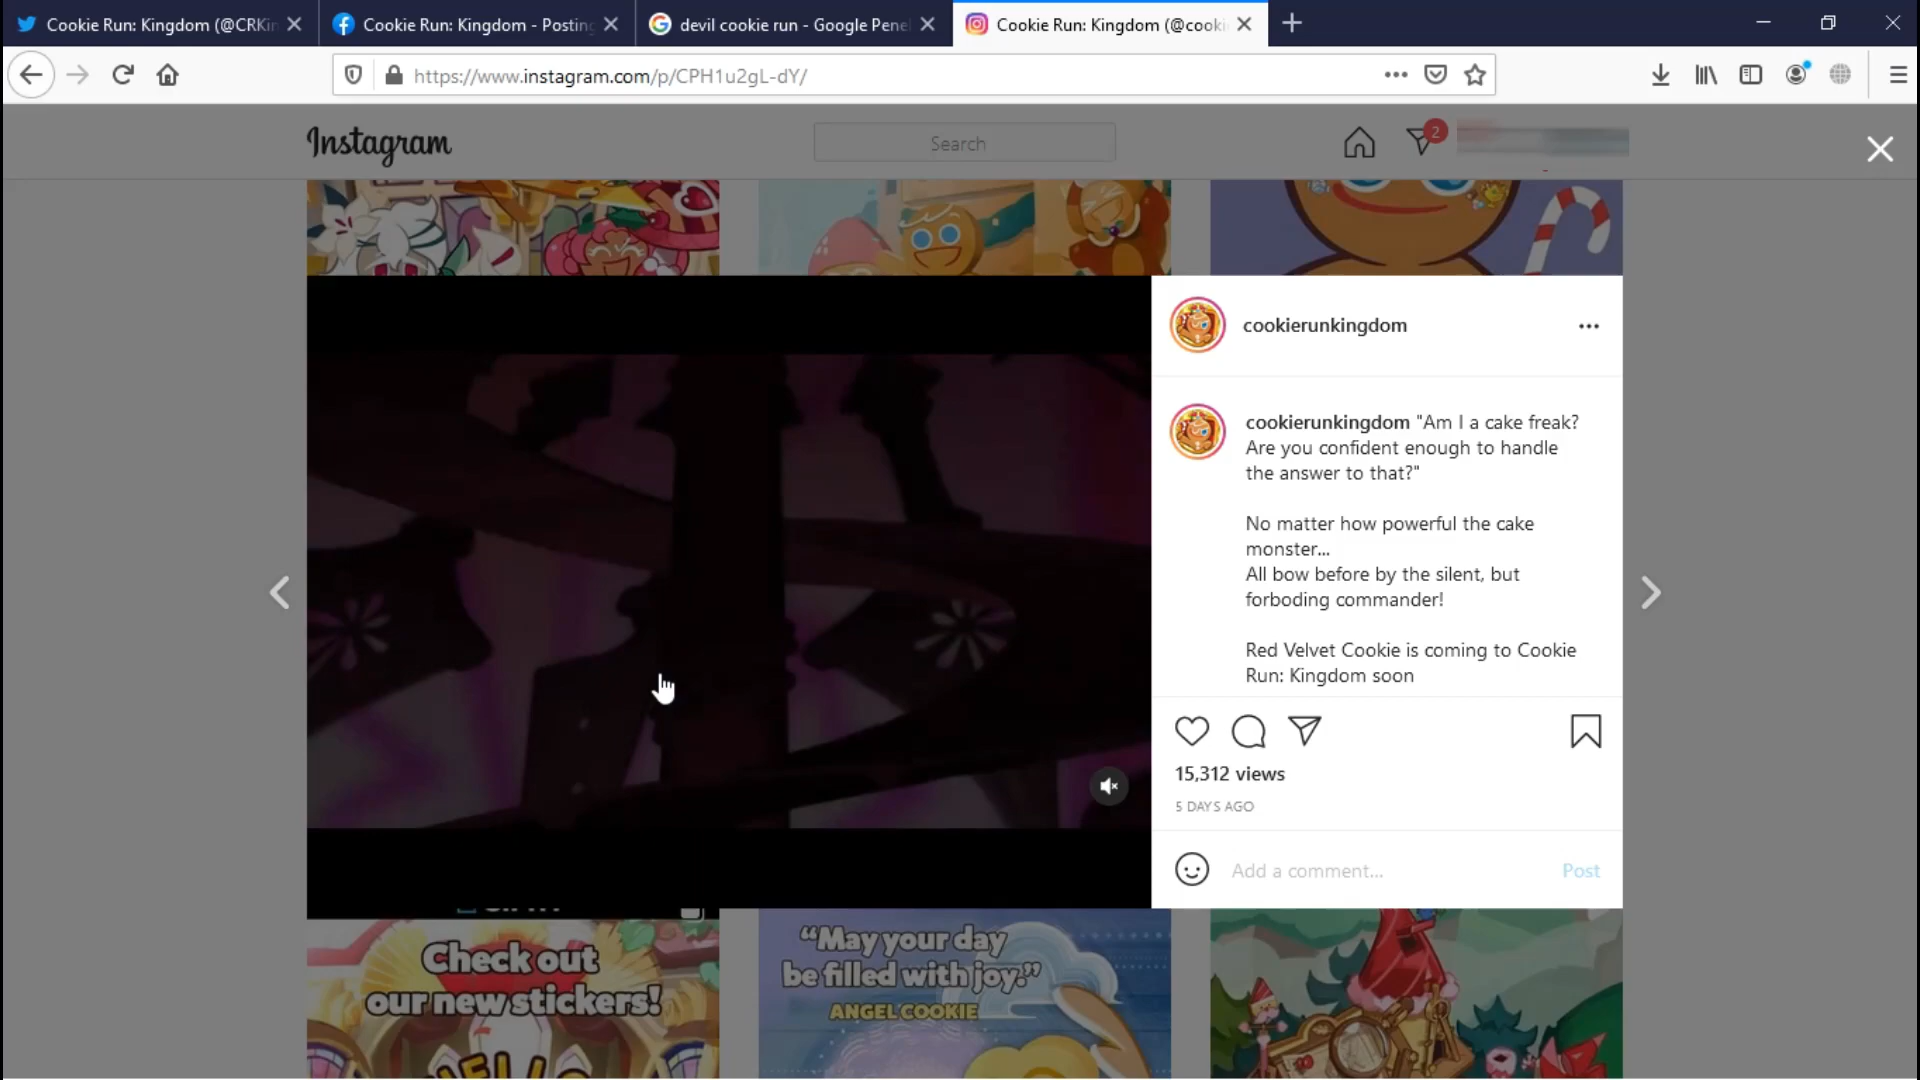 Cookie Run: Kingdom (@CRKin
Cookie Run: Kingdom - Posting
devil cookie run - Google Penel
Cookie Run: Kingdom (@cooki
https://www.instagram.com/p/CPH1u2gL-dY/
Instagram
Search
2
cookierunkingdom
cookierunkingdom "Am I a cake freak?
Are you confident enough to handle
the answer to that?"
No matter how powerful the cake
monster...
All bow before by the silent, but
forboding commander!
Red Velvet Cookie is coming to Cookie
Run: Kingdom soon
15,312 views
5 DAYS AGO
Add a comment...
Post
Check out
our new stickers!
"May your day
be filled with joy."
ANGEL COOKIE